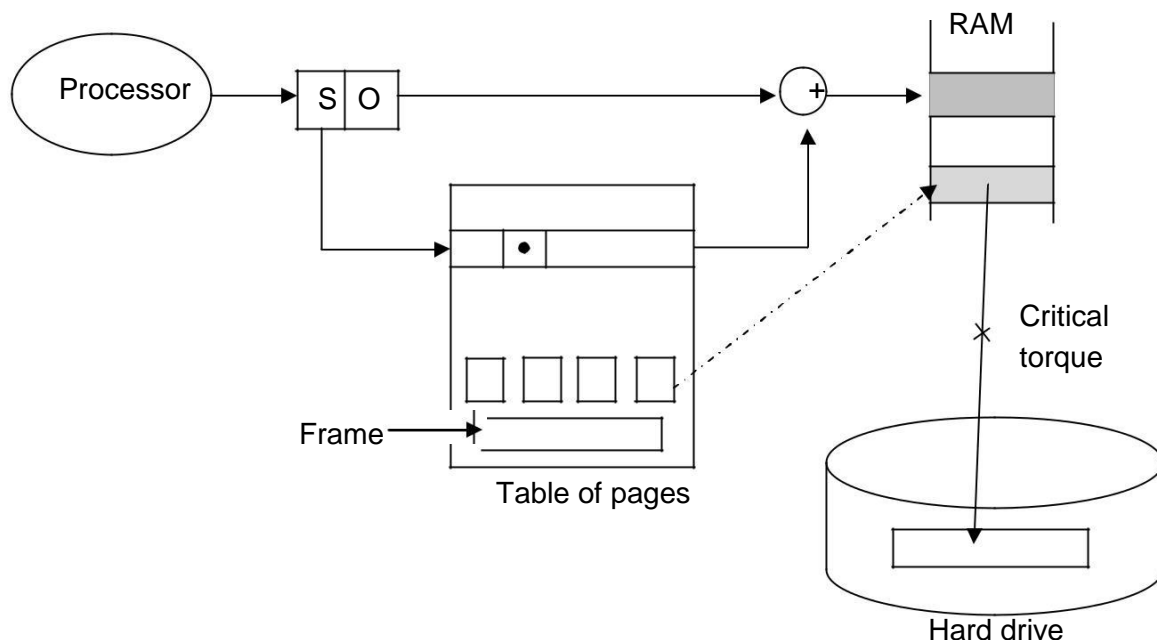 RAM
Processor
S O
+
Critical
torque
Frame
Table of pages
Hard drive